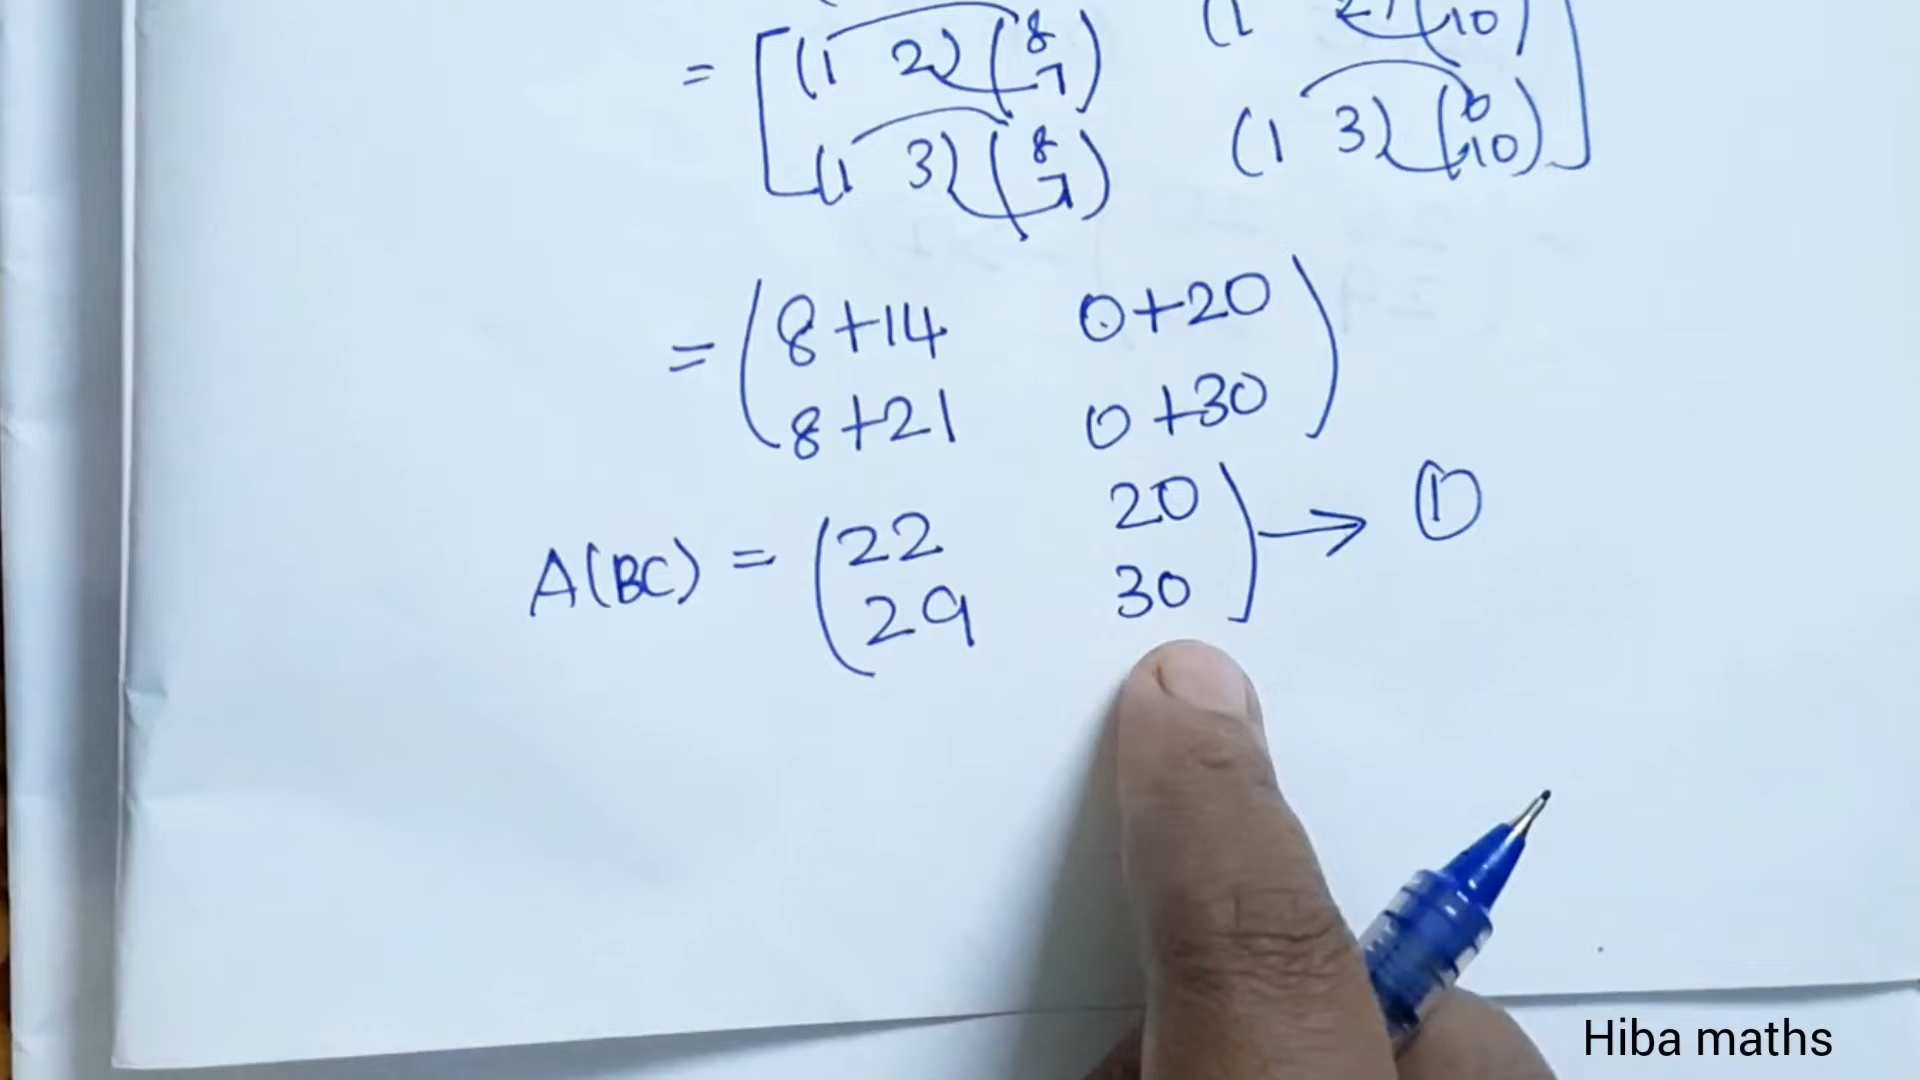 = [ (1 2) (8 7) (1 2) (0 10)
(1 3) (8 7) (1 3) (0 10) ]
= ( 8+14 0+20
8+21 0+30 )
A(BC) = ( 22 20
29 30 ) → ①
Hiba maths